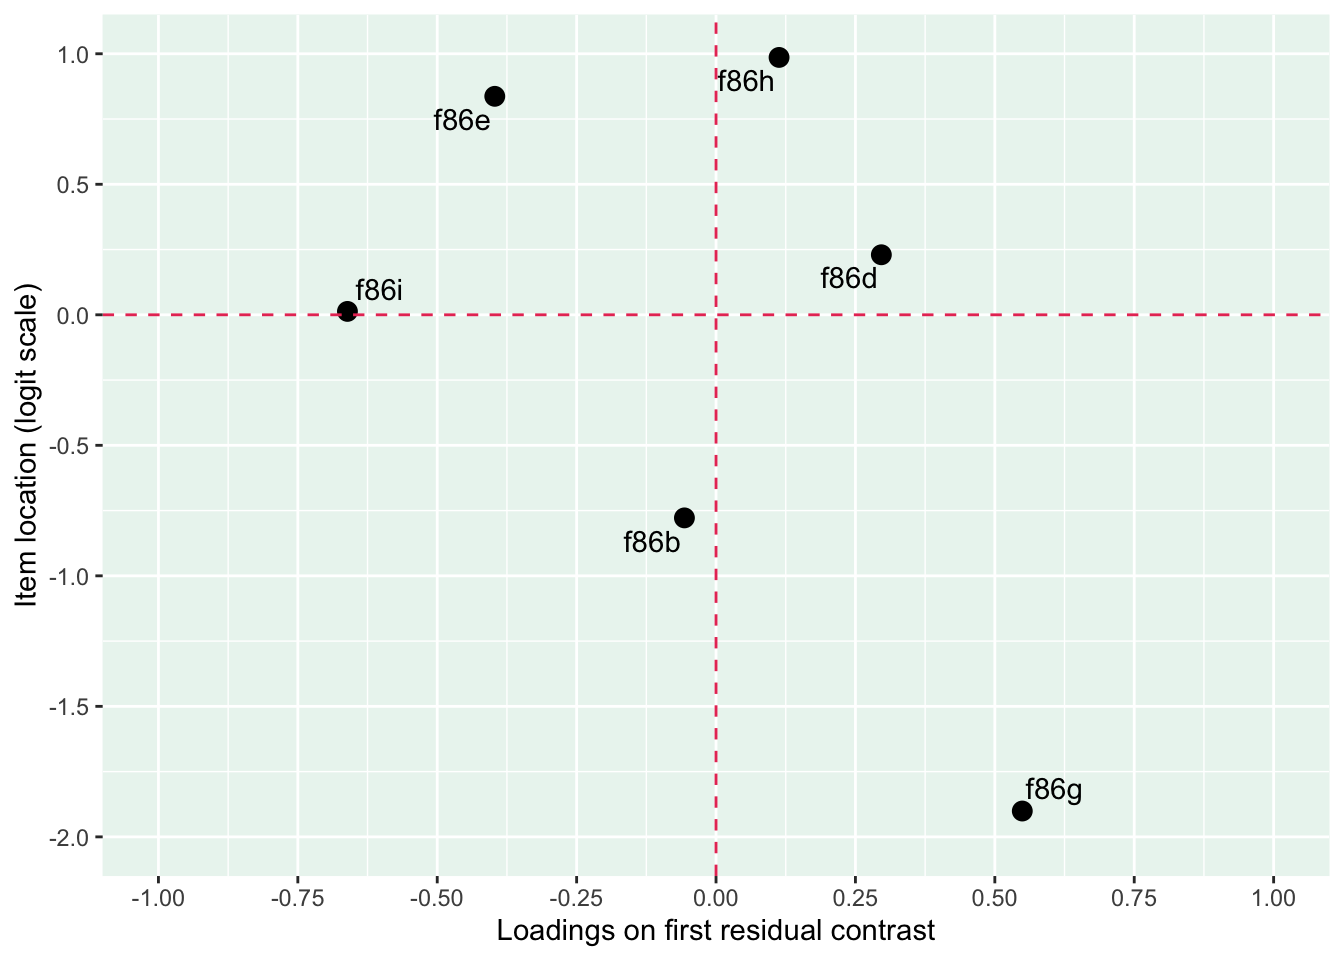 1.0
0.5
0.0
-0.5
-1.0
-1.5
-2.0
Item location (logit scale)
f86h
f86e
f86d
f86i
f86b
f86g
-1.00 -0.75 -0.50 -0.25 0.00 0.25 0.50 0.75 1.00
Loadings on first residual contrast